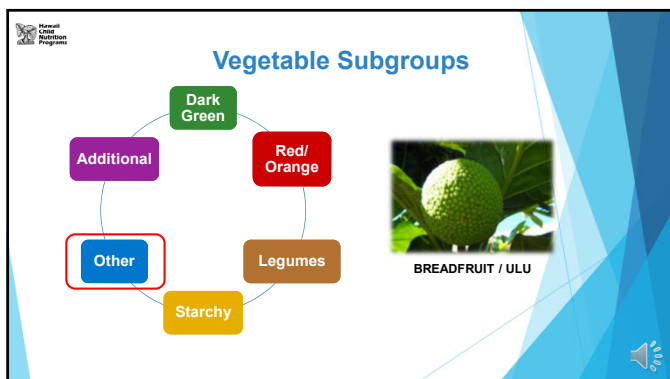 Hawaii
Child
Nutrition
Programs
Vegetable Subgroups
Dark
Green
Additional
Red/
Orange
Other
Legumes
Starchy
BREADFRUIT / ULU